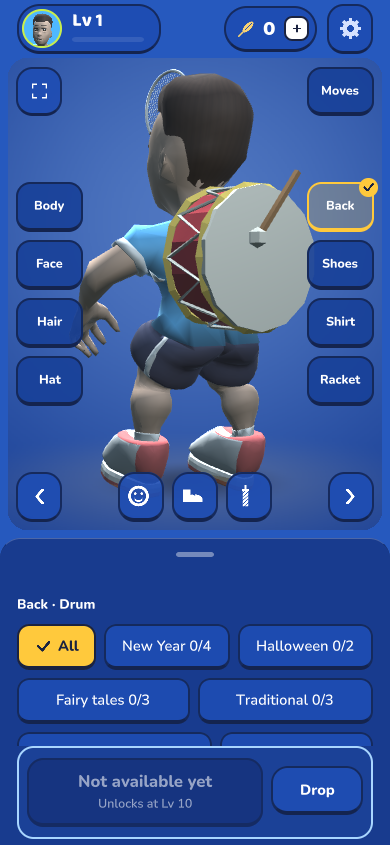 Lv 1
0
+
Moves
Body
Back
Face
Shoes
Hair
Shirt
Hat
Racket
Back · Drum
All
New Year 0/4
Halloween 0/2
Fairy tales 0/3
Traditional 0/3
Not available yet
Unlocks at Lv 10
Drop